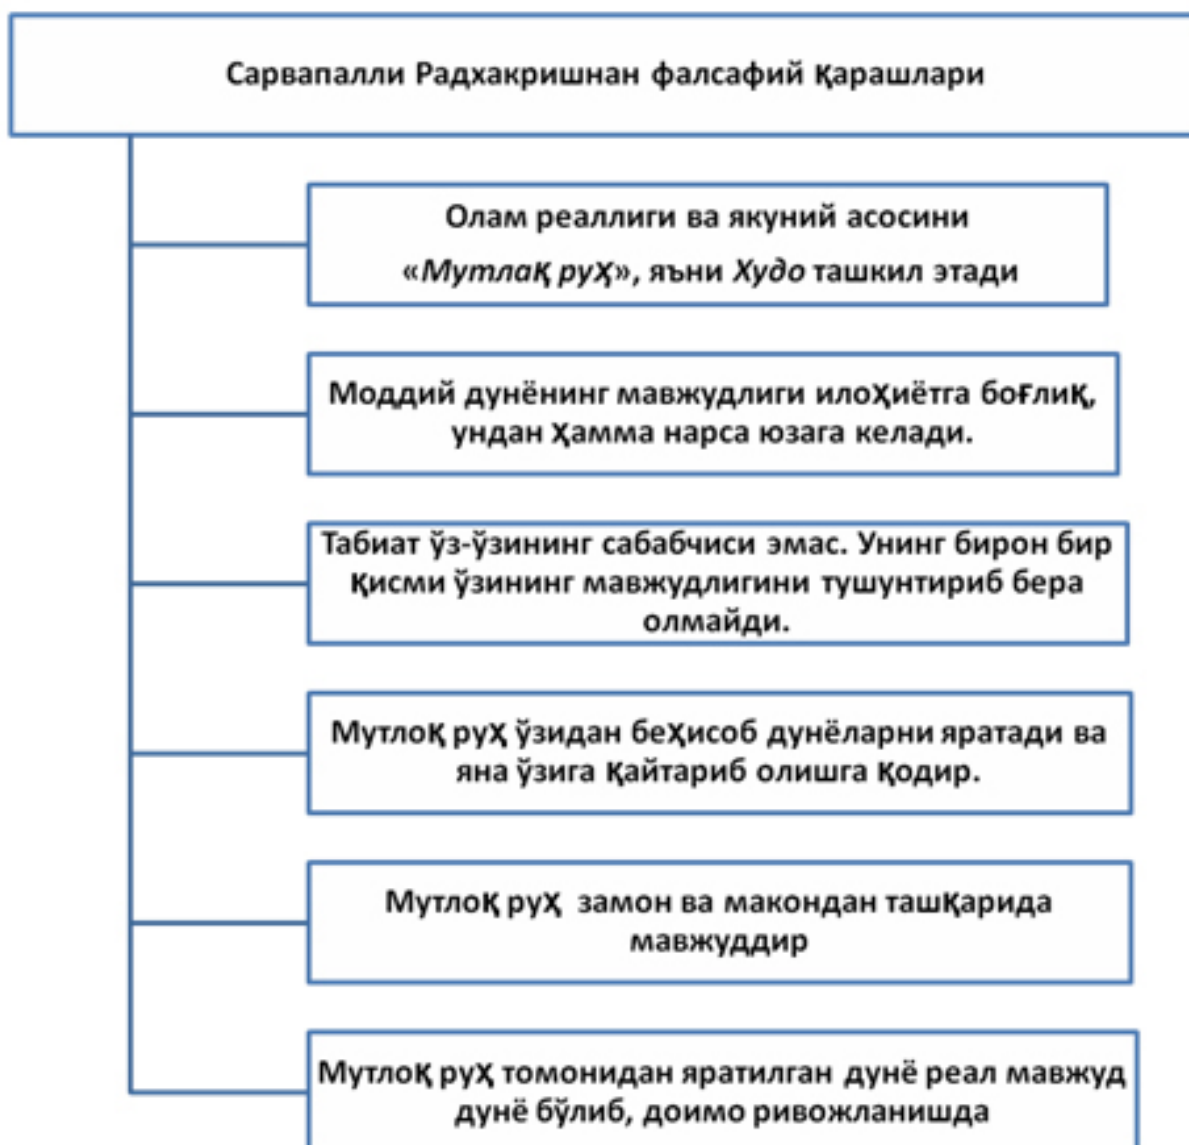 Сарвапалли Радхакришнан фалсафий қарашлари
Олам реаллиги ва якуний асосини
«Мутлақ руҳ», яъни Худо ташкил этади
Моддий дунёнинг мавжудлиги илоҳиётга боғлиқ,
ундан ҳамма нарса юзага келади.
Табиат ўз-ўзининг сабабчиси эмас. Унинг бирон бир
қисми ўзининг мавжудлигини тушунтириб бера
олмайди.
Мутлоқ руҳ ўзидан беҳисоб дунёларни яратади ва
яна ўзига қайтариб олишга қодир.
Мутлоқ руҳ замон ва макондан ташқарида
мавжуддир
Мутлоқ руҳ томонидан яратилган дунё реал мавжуд
дунё бўлиб, доимо ривожланишда